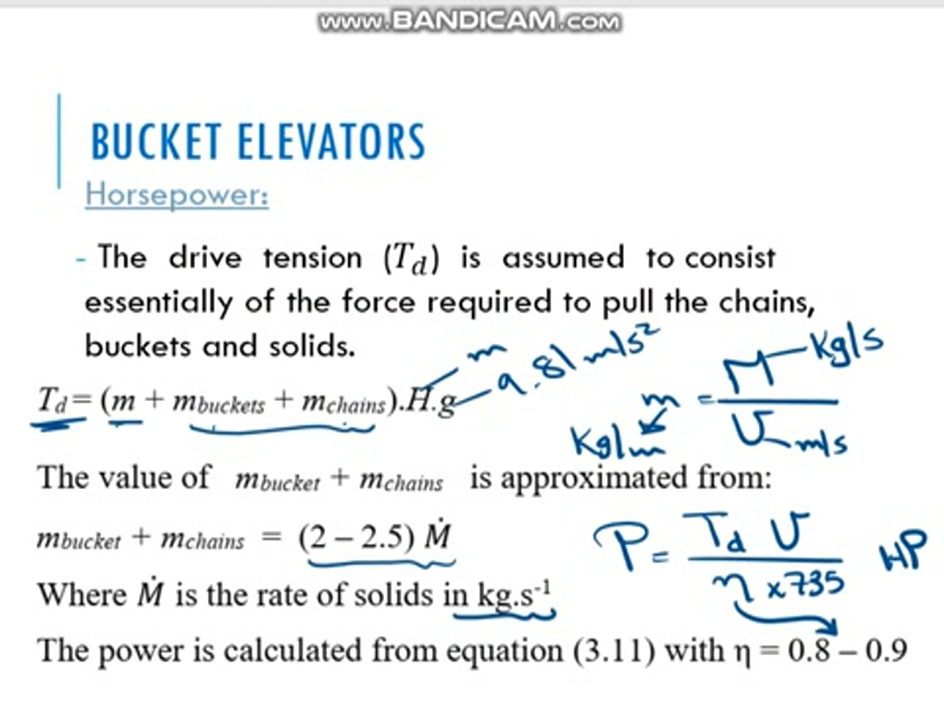 www.BANDICAM.com
BUCKET ELEVATORS
Horsepower:
- The drive tension (Td) is assumed to consist
essentially of the force required to pull the chains,
buckets and solids.
m
9.81 m/s²
Td = (m + mbuckets + mchains).H.g
m = M / U
Kg/s
Kg/m
m/s
The value of mbucket + mchains is approximated from:
mbucket + mchains = (2 – 2.5) Ṁ
P = Td U / η x735 HP
Where Ṁ is the rate of solids in kg.s⁻¹
The power is calculated from equation (3.11) with η = 0.8 – 0.9